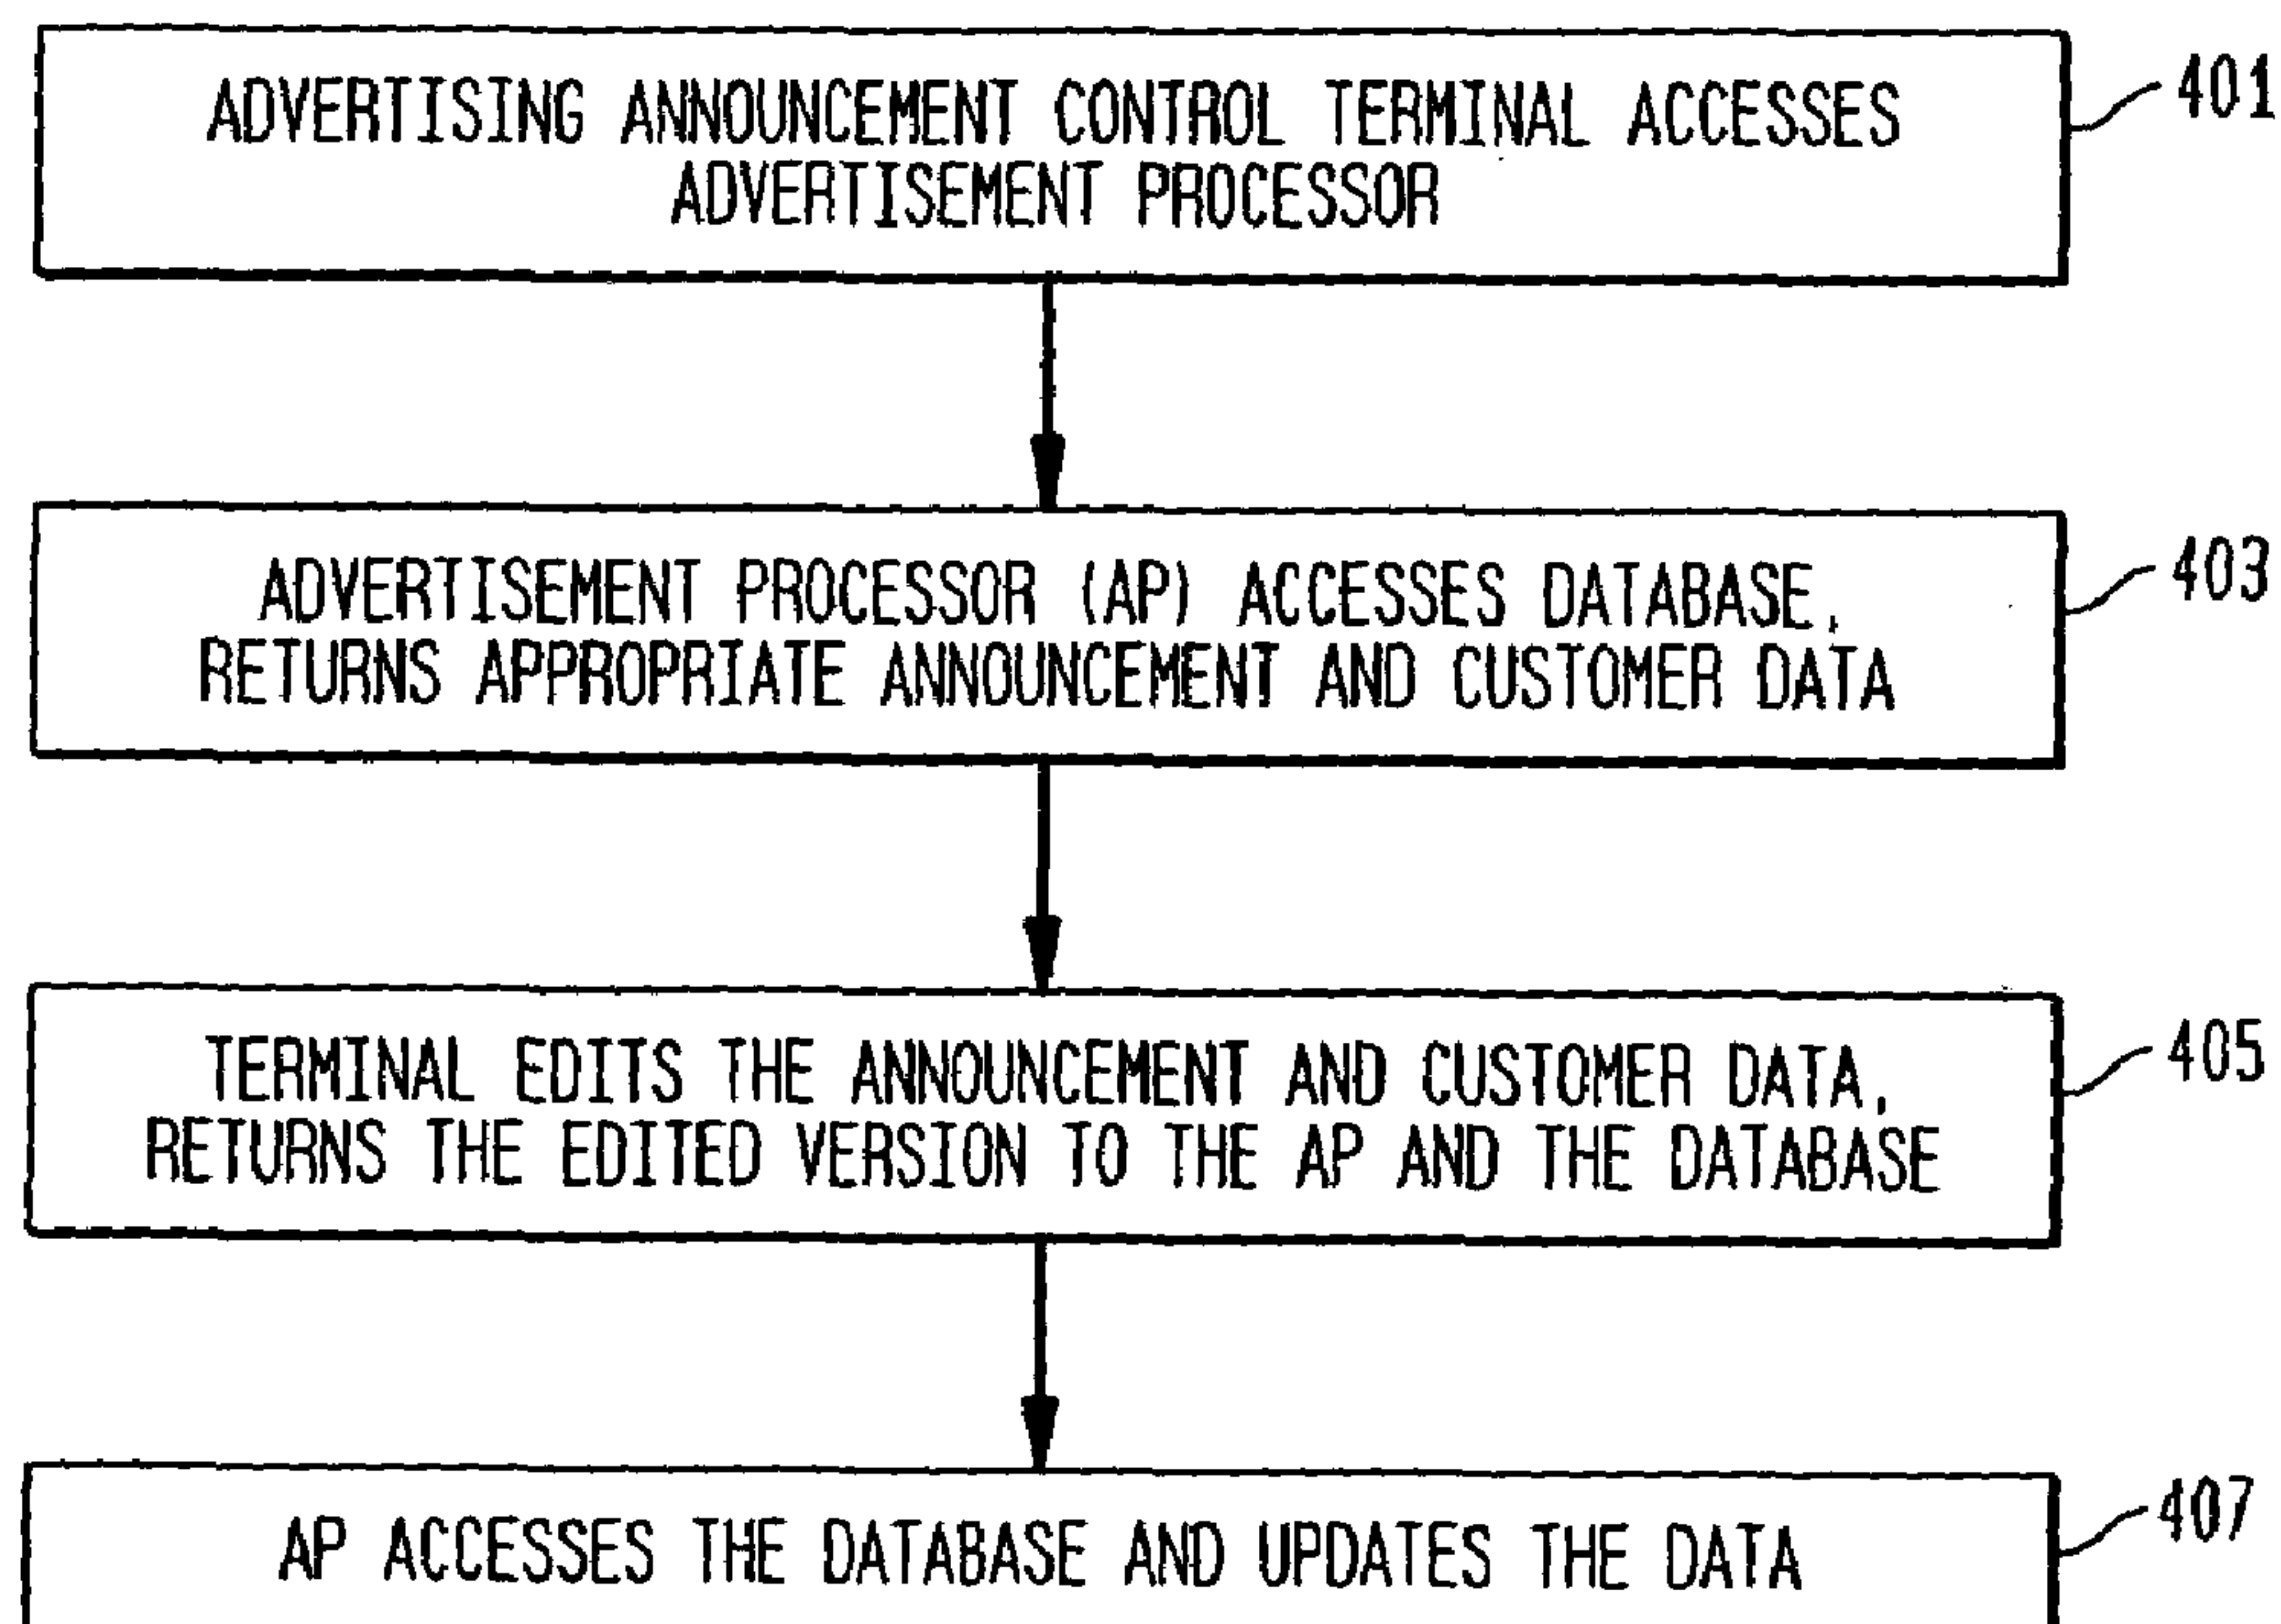 ADVERTISING ANNOUNCEMENT CONTROL TERMINAL ACCESSES
ADVERTISEMENT PROCESSOR
401
ADVERTISEMENT PROCESSOR (AP) ACCESSES DATABASE,
RETURNS APPROPRIATE ANNOUNCEMENT AND CUSTOMER DATA
403
TERMINAL EDITS THE ANNOUNCEMENT AND CUSTOMER DATA,
RETURNS THE EDITED VERSION TO THE AP AND THE DATABASE
405
AP ACCESSES THE DATABASE AND UPDATES THE DATA
407